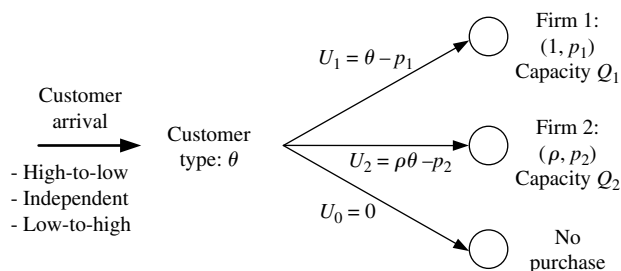 Customer
arrival
- High-to-low
- Independent
- Low-to-high
Customer
type: θ
U₁ = θ – p₁
U₂ = ρθ – p₂
U₀ = 0
Firm 1:
(1, p₁)
Capacity Q₁
Firm 2:
(ρ, p₂)
Capacity Q₂
No
purchase